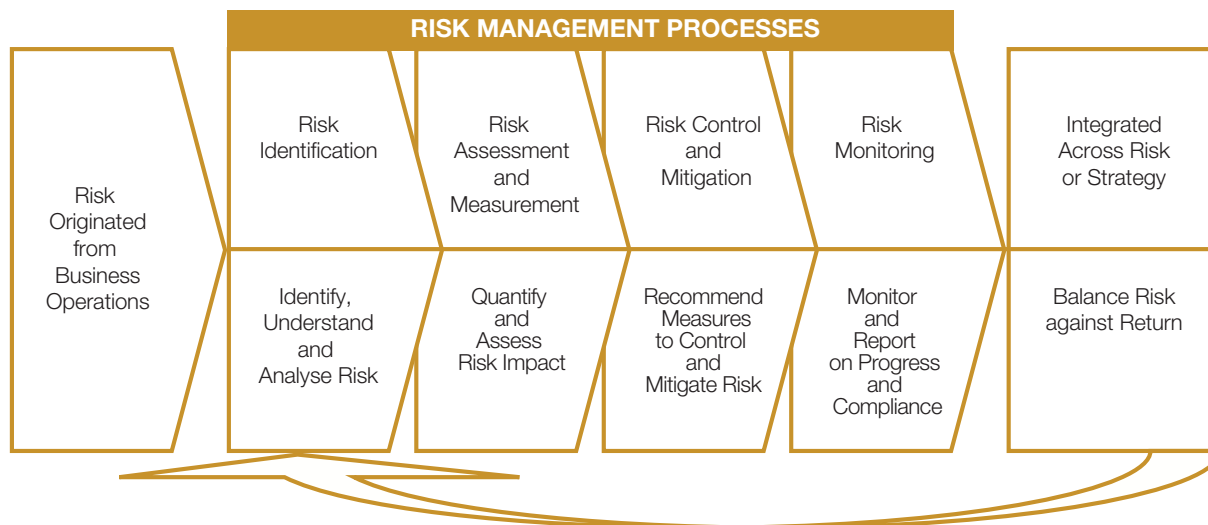 RISK MANAGEMENT PROCESSES
Risk
Originated
from
Business
Operations
Risk
Identification
Identify,
Understand
and
Analyse Risk
Risk
Assessment
and
Measurement
Quantify
and
Assess
Risk Impact
Risk Control
and
Mitigation
Recommend
Measures
to Control
and
Mitigate Risk
Risk
Monitoring
Monitor
and
Report
on Progress
and
Compliance
Integrated
Across Risk
or Strategy
Balance Risk
against Return